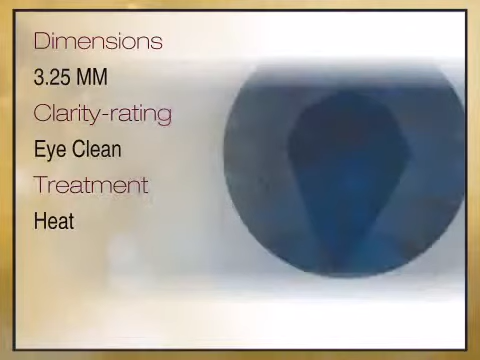 Dimensions
3.25 MM
Clarity-rating
Eye Clean
Treatment
Heat